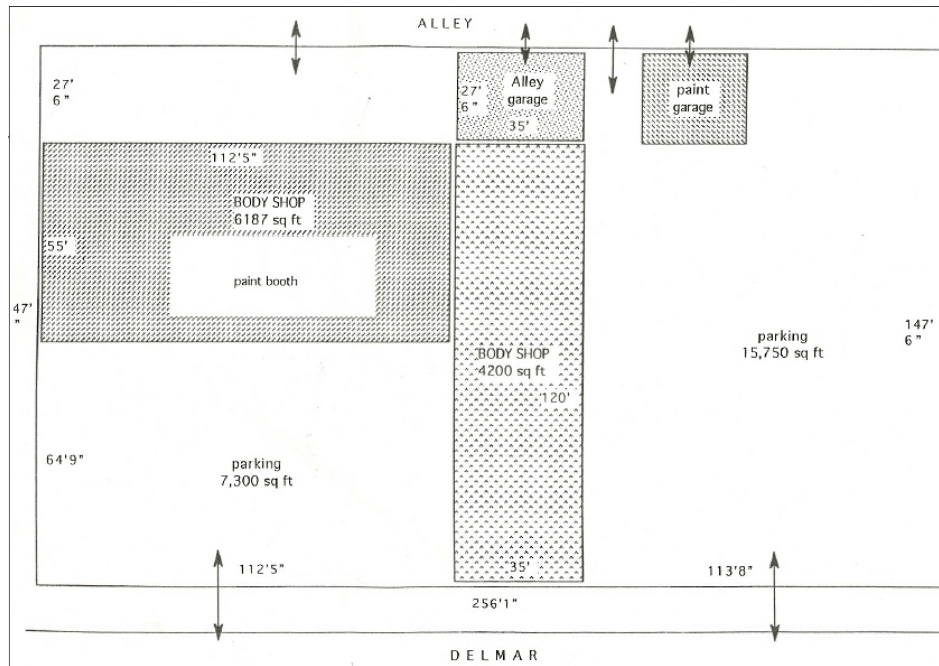 ALLEY
27'
6"
27'
6"
Alley
garage
35'
paint
garage
112'5"
BODY SHOP
6187 sq ft
55'
paint booth
47'
"
BODY SHOP
4200 sq ft
120'
parking
15,750 sq ft
147'
6"
64'9"
parking
7,300 sq ft
112'5"
35'
113'8"
256'1"
DELMAR